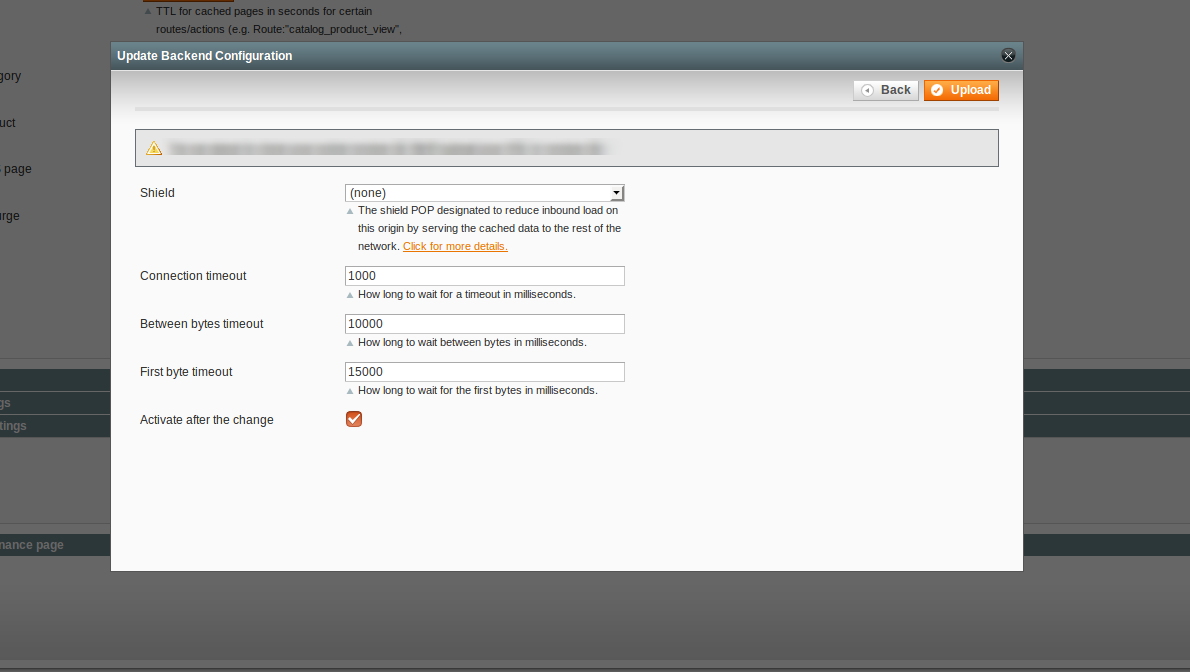 TTL for cached pages in seconds for certain
routes/actions (e.g. Route:"catalog_product_view",
Update Backend Configuration
gory
Back
Upload
uct
page
Shield
(none)
The shield POP designated to reduce inbound load on
this origin by serving the cached data to the rest of the
network. Click for more details.
urge
Connection timeout
1000
How long to wait for a timeout in milliseconds.
Between bytes timeout
10000
How long to wait between bytes in milliseconds.
First byte timeout
15000
How long to wait for the first bytes in milliseconds.
gs
Activate after the change
tings
nance page